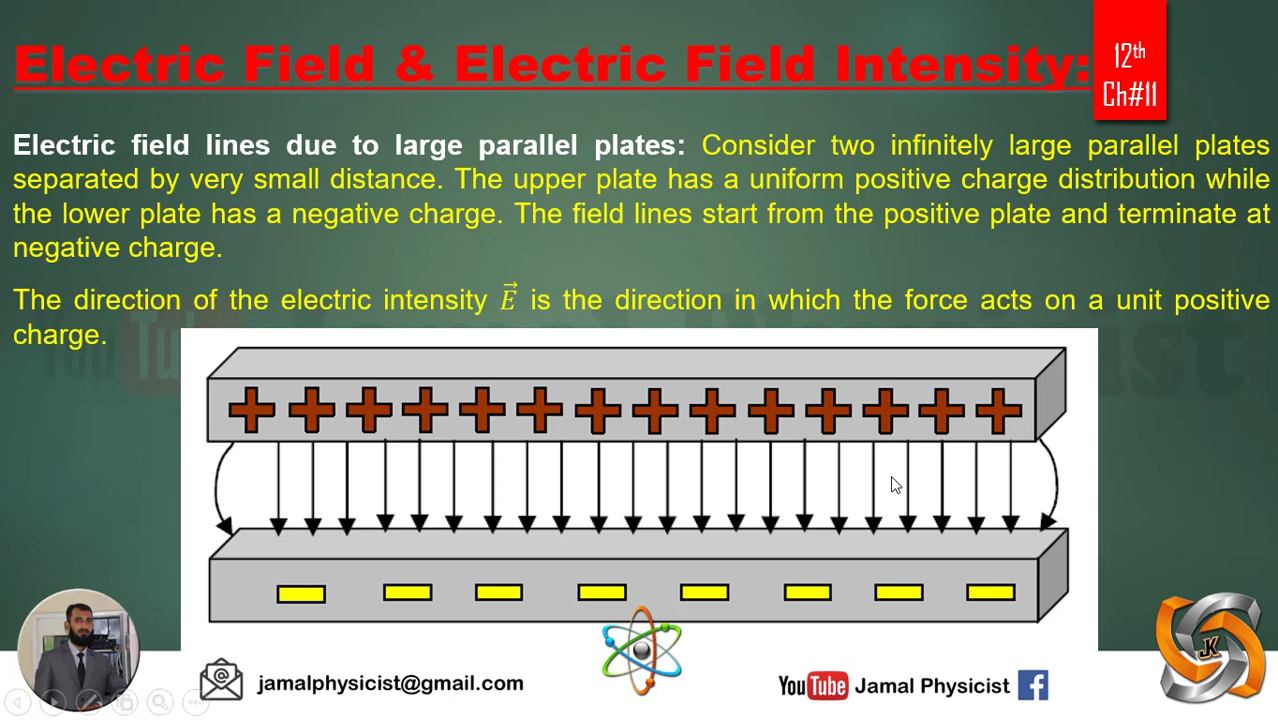 Electric Field & Electric Field Intensity:
12th
Ch#11
Electric field lines due to large parallel plates: Consider two infinitely large parallel plates
separated by very small distance. The upper plate has a uniform positive charge distribution while
the lower plate has a negative charge. The field lines start from the positive plate and terminate at
negative charge.
The direction of the electric intensity E⃗ is the direction in which the force acts on a unit positive
charge.
jamalphysicist@gmail.com
YouTube Jamal Physicist
JK